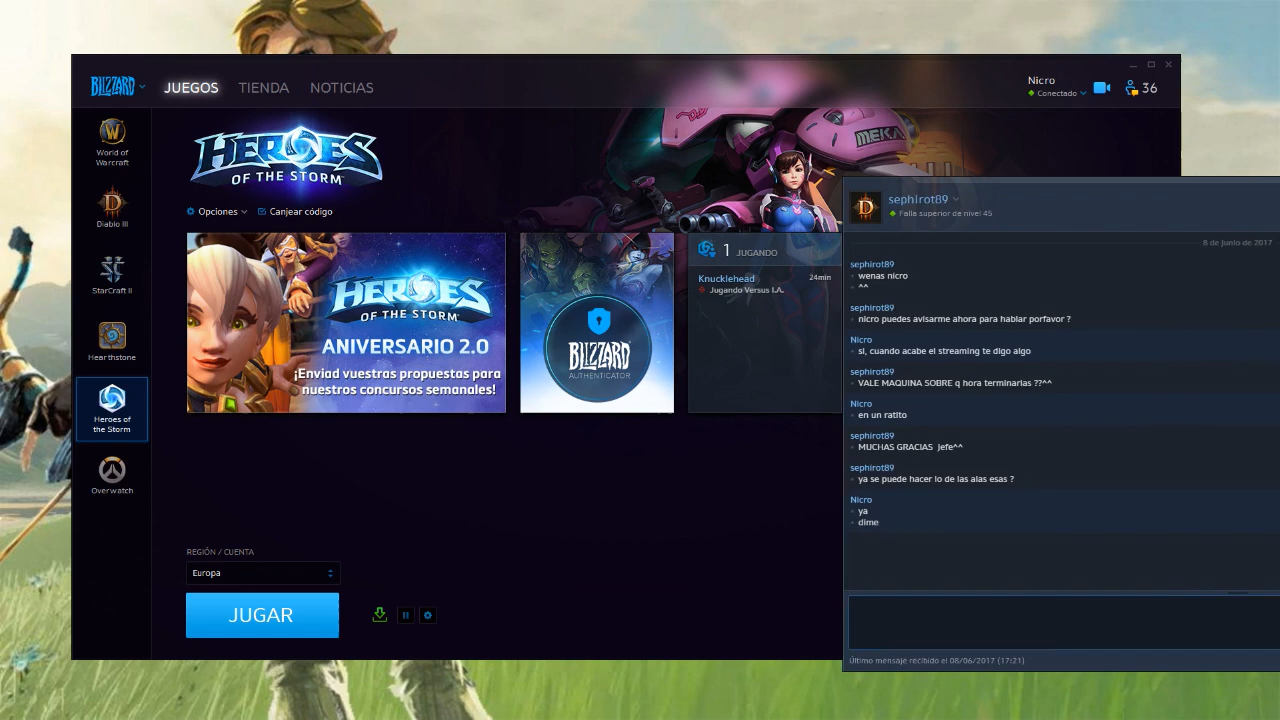 BLIZZARD
JUEGOS
TIENDA
NOTICIAS
Nicro
Conectado
36
World of
Warcraft
Diablo III
StarCraft II
Hearthstone
Heroes of
the Storm
Overwatch
HEROES
OF THE STORM
MEKA
Opciones
Canjear código
HEROES
OF THE STORM
ANIVERSARIO 2.0
¡Enviad vuestras propuestas para
nuestros concursos semanales!
BLIZZARD
AUTHENTICATOR
1 JUGANDO
Knucklehead 24min
Jugando Versus I.A.
REGIÓN / CUENTA
Europa
JUGAR
sephirot89
Falla superior de nivel 45
8 de junio de 2017
sephirot89
wenas nicro
^^
sephirot89
nicro puedes avisarme ahora para hablar porfavor ?
Nicro
si, cuando acabe el streaming te digo algo
sephirot89
VALE MAQUINA SOBRE q hora terminarias ??^^
Nicro
en un ratito
sephirot89
MUCHAS GRACIAS jefe^^
sephirot89
ya se puede hacer lo de las alas esas ?
Nicro
ya
dime
Último mensaje recibido el 08/06/2017 (17:21)